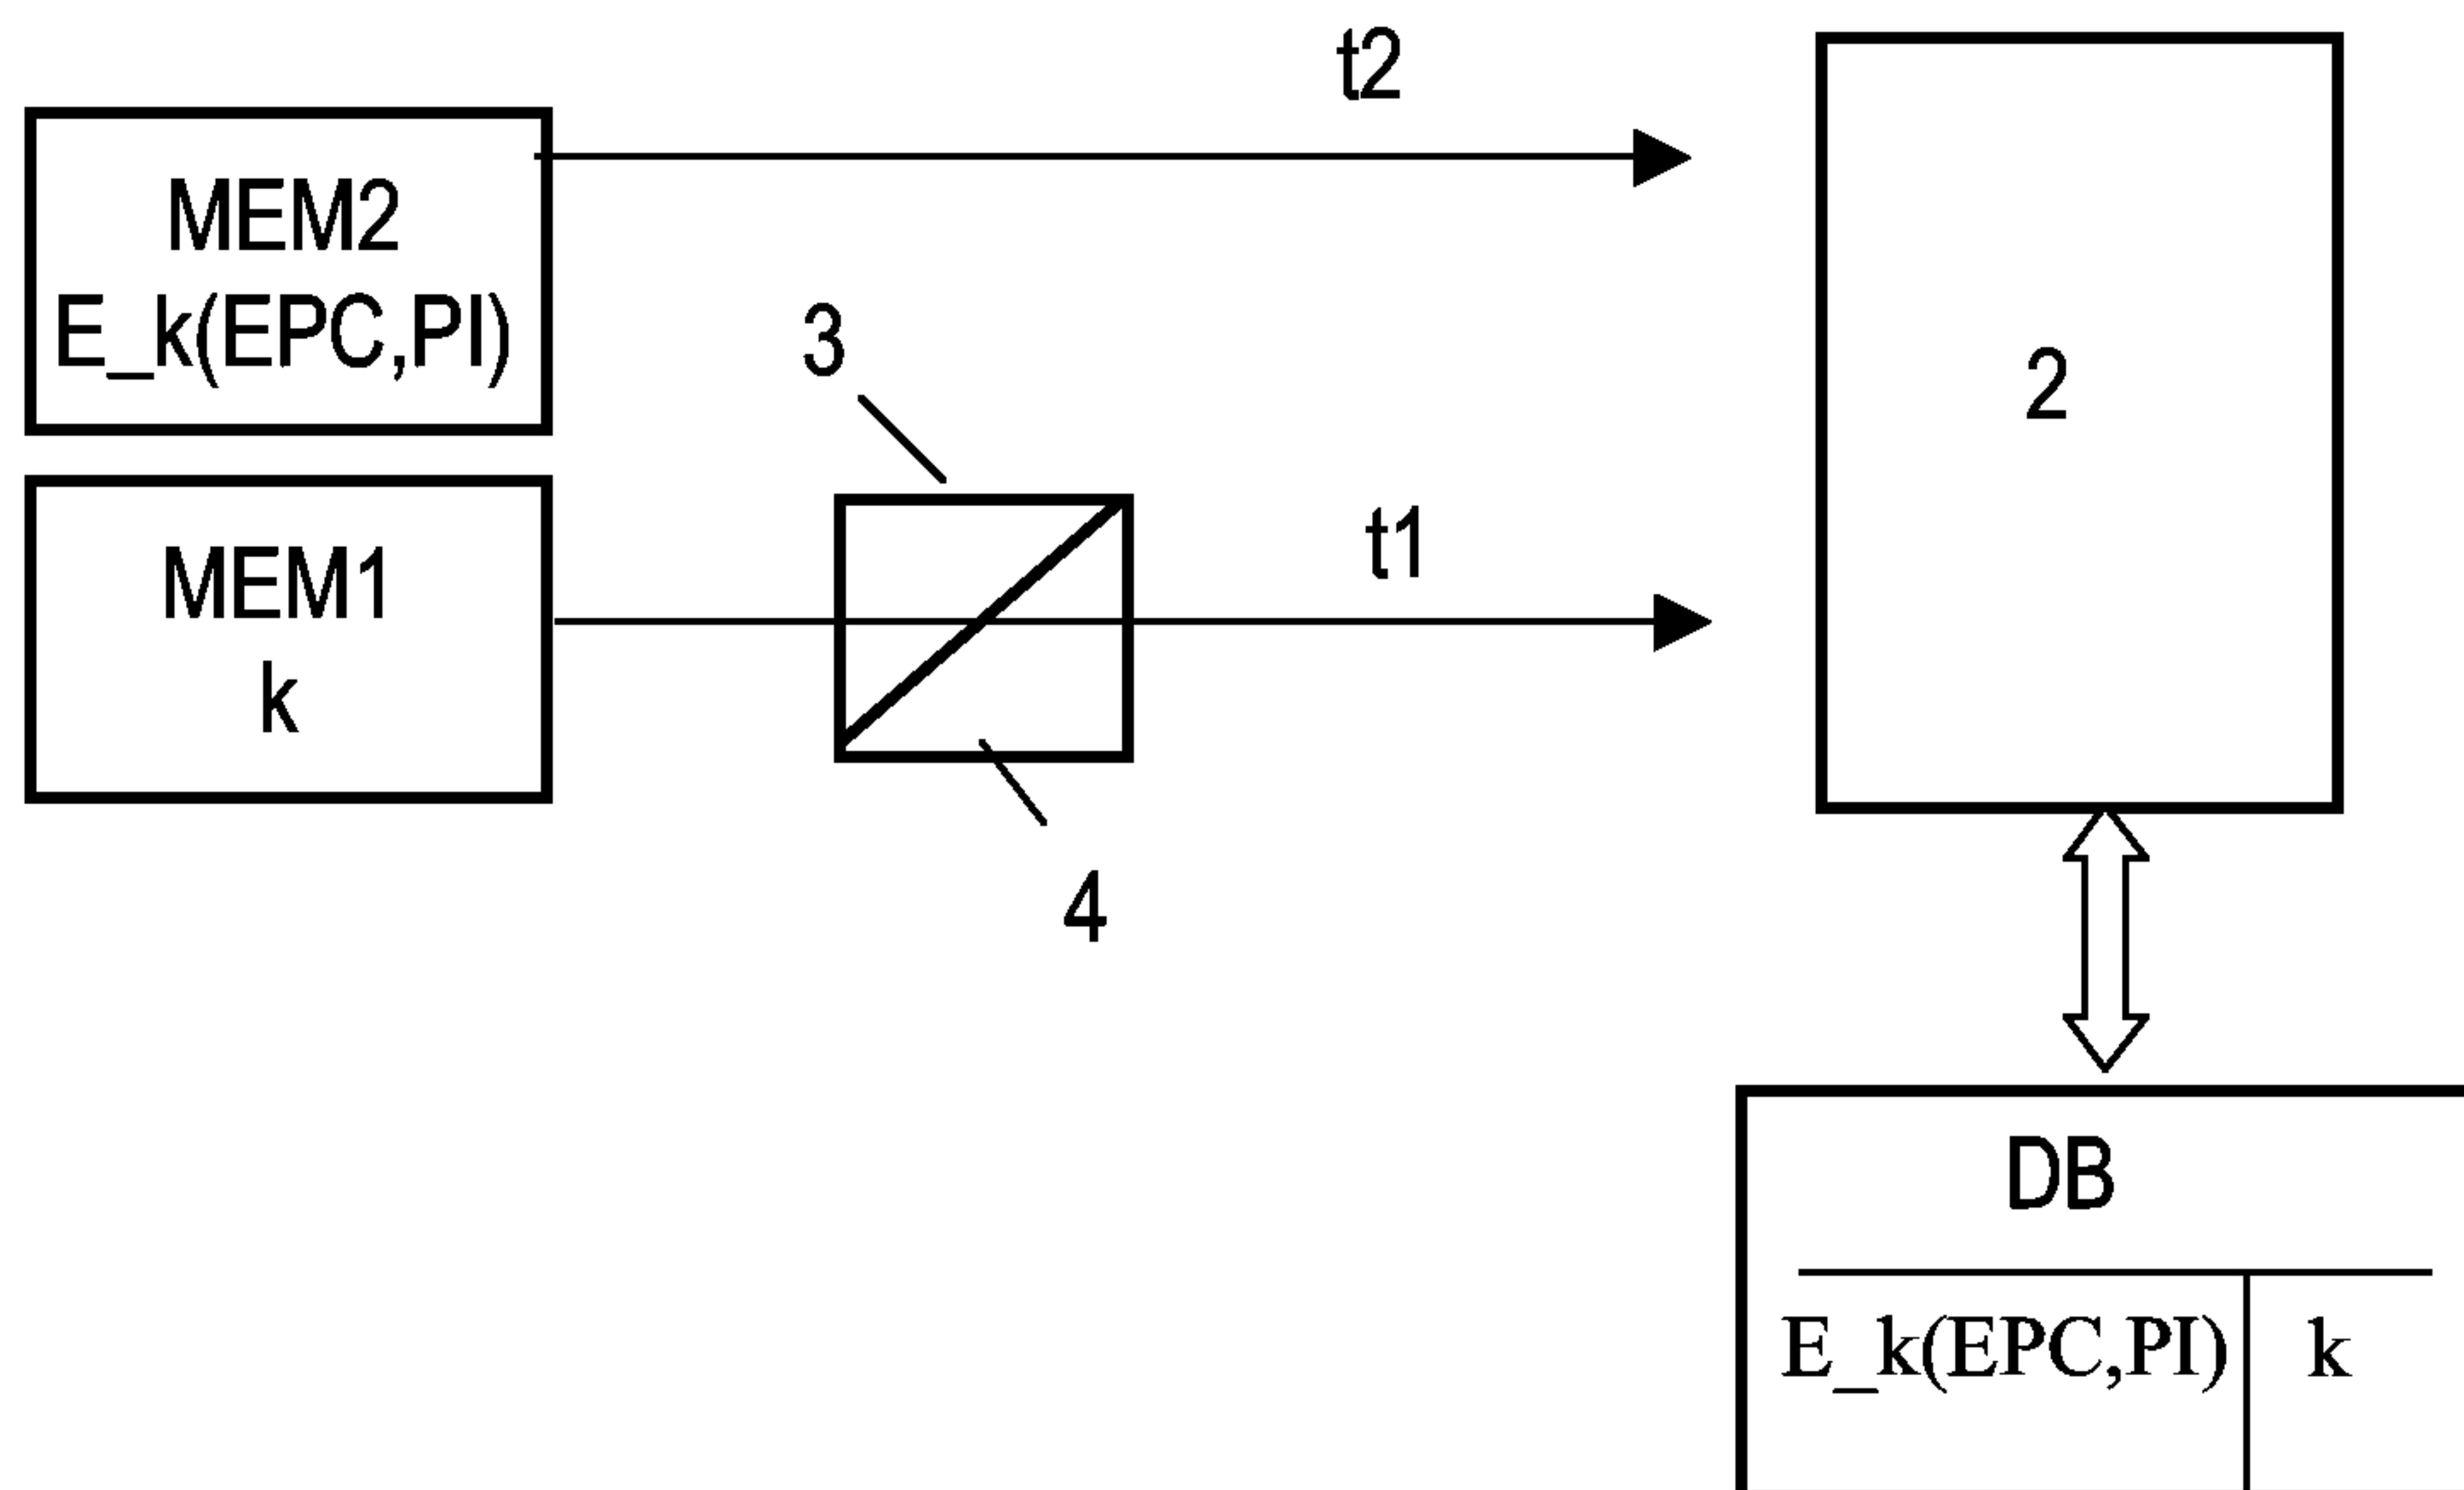 t2
MEM2
E_k(EPC,PI)
3
2
t1
MEM1
k
4
DB
E_k(EPC,PI) k